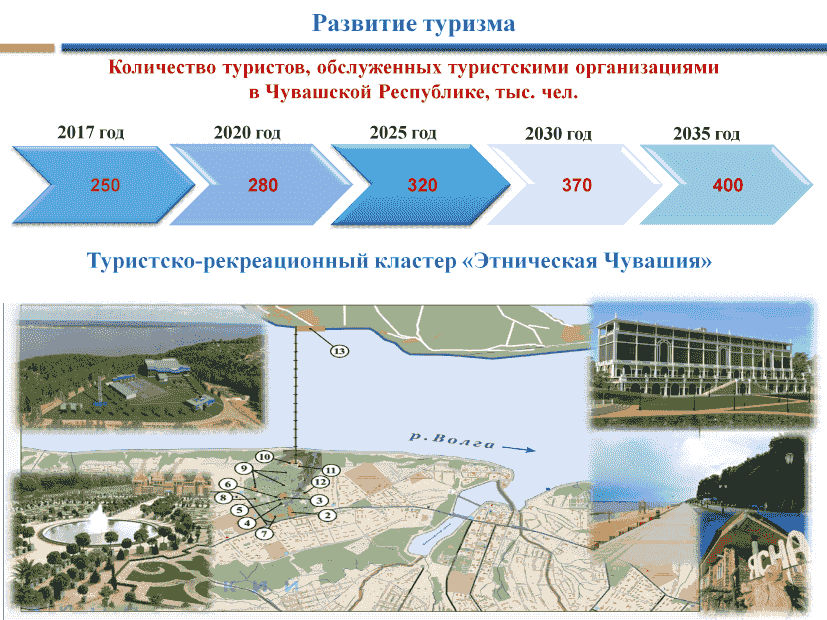 Развитие туризма
Количество туристов, обслуженных туристскими организациями
в Чувашской Республике, тыс. чел.
2017 год
2020 год
2025 год
2030 год
2035 год
250
280
320
370
400
Туристско-рекреационный кластер «Этническая Чувашия»
13
р. Волга
10
9
11
6
12
8
3
5
2
4
7
К И И
ЯСНА